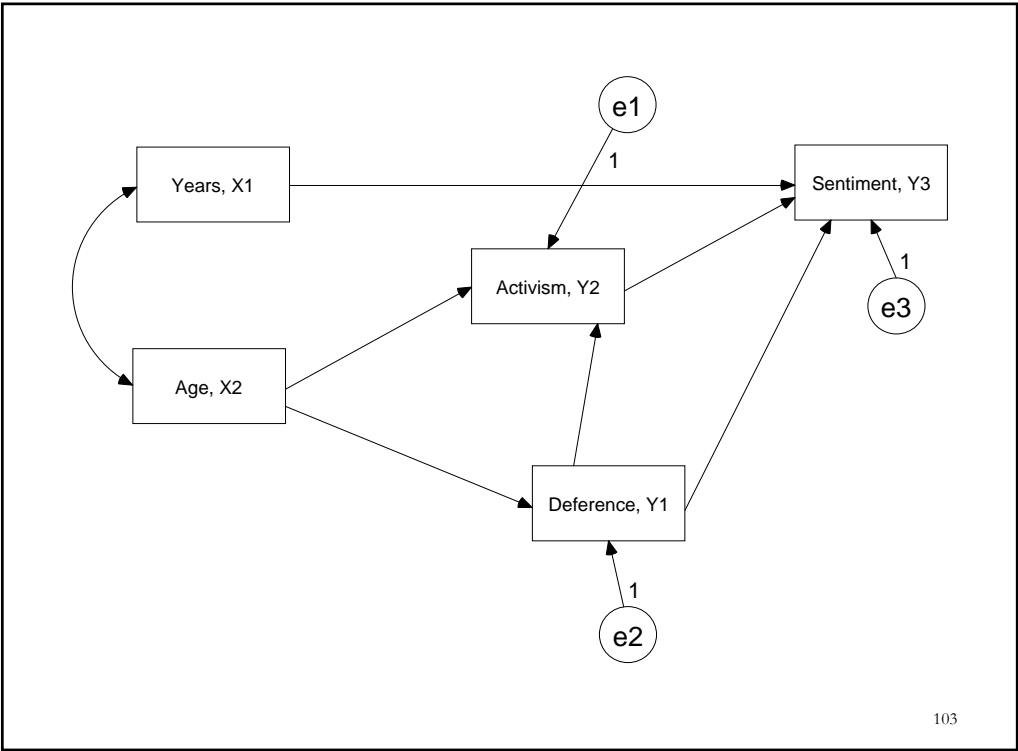 e1
1
Years, X1
Sentiment, Y3
Activism, Y2
1
e3
Age, X2
Deference, Y1
1
e2
103